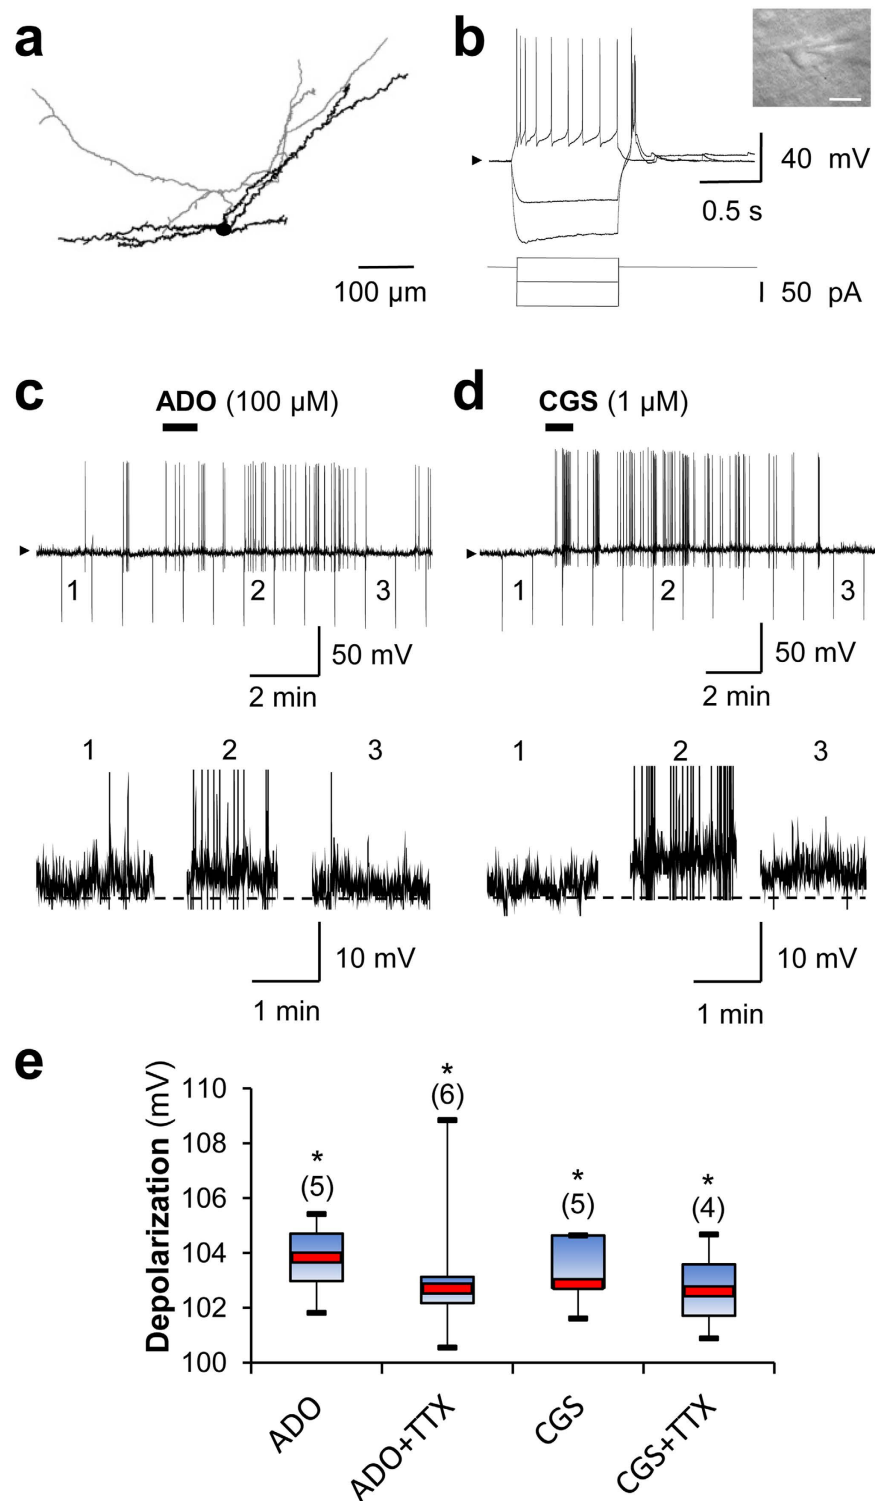 a
100 µm
b
40 mV
0.5 s
50 pA
c
ADO (100 µM)
1 2 3
50 mV
2 min
1 2 3
10 mV
1 min
d
CGS (1 µM)
1 2 3
50 mV
2 min
1 2 3
10 mV
1 min
e
Depolarization (mV)
110
108
106
104
102
100
*
(5)
*
(6)
*
(5)
*
(4)
ADO
ADO+TTX
CGS
CGS+TTX